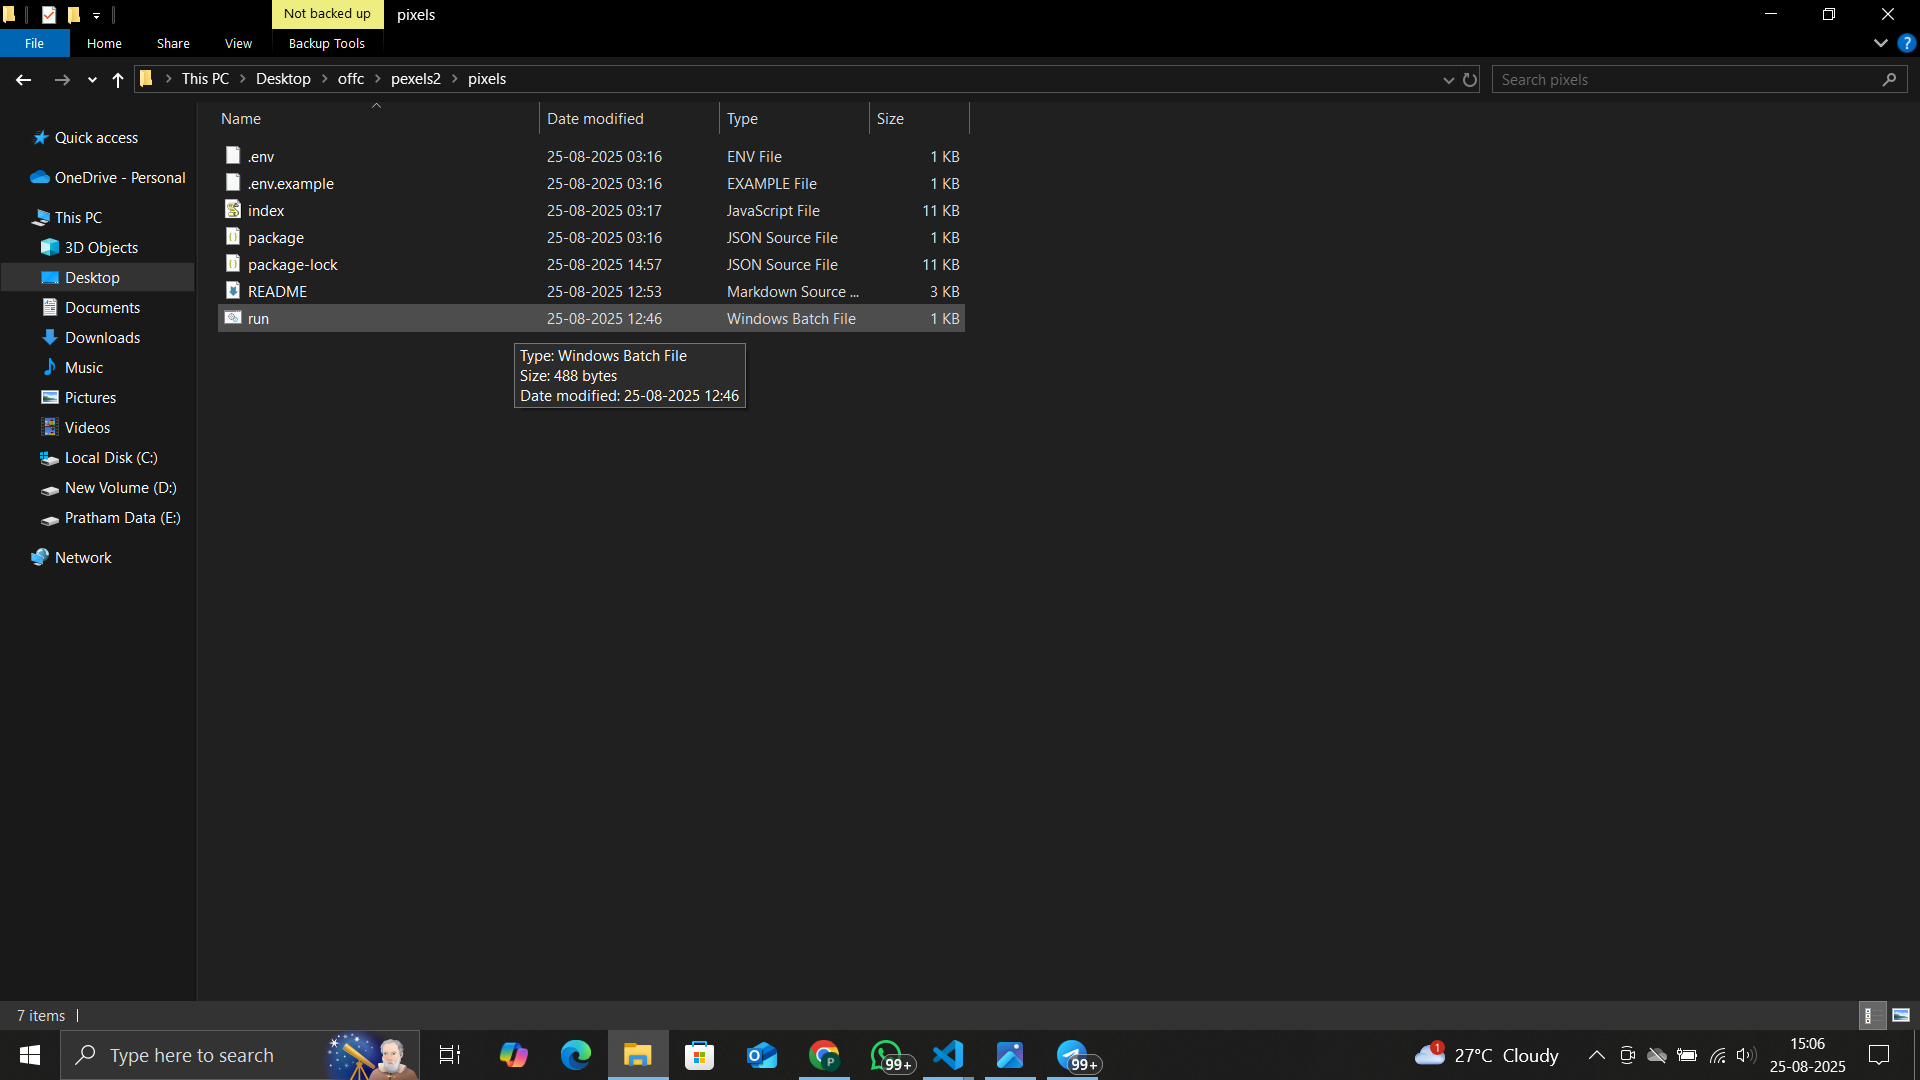 Not backed up
pixels
File
Home
Share
View
Backup Tools
?
This PC
Desktop
offc
pexels2
pixels
Search pixels
Name
Date modified
Type
Size
Quick access
OneDrive - Personal
This PC
3D Objects
Desktop
Documents
Downloads
Music
Pictures
Videos
Local Disk (C:)
New Volume (D:)
Pratham Data (E:)
Network
.env 25-08-2025 03:16 ENV File 1 KB
.env.example 25-08-2025 03:16 EXAMPLE File 1 KB
index 25-08-2025 03:17 JavaScript File 11 KB
package 25-08-2025 03:16 JSON Source File 1 KB
package-lock 25-08-2025 14:57 JSON Source File 11 KB
README 25-08-2025 12:53 Markdown Source ... 3 KB
run 25-08-2025 12:46 Windows Batch File 1 KB
Type: Windows Batch File
Size: 488 bytes
Date modified: 25-08-2025 12:46
7 items
Type here to search
P
99+
99+
1
27°C Cloudy
15:06
25-08-2025